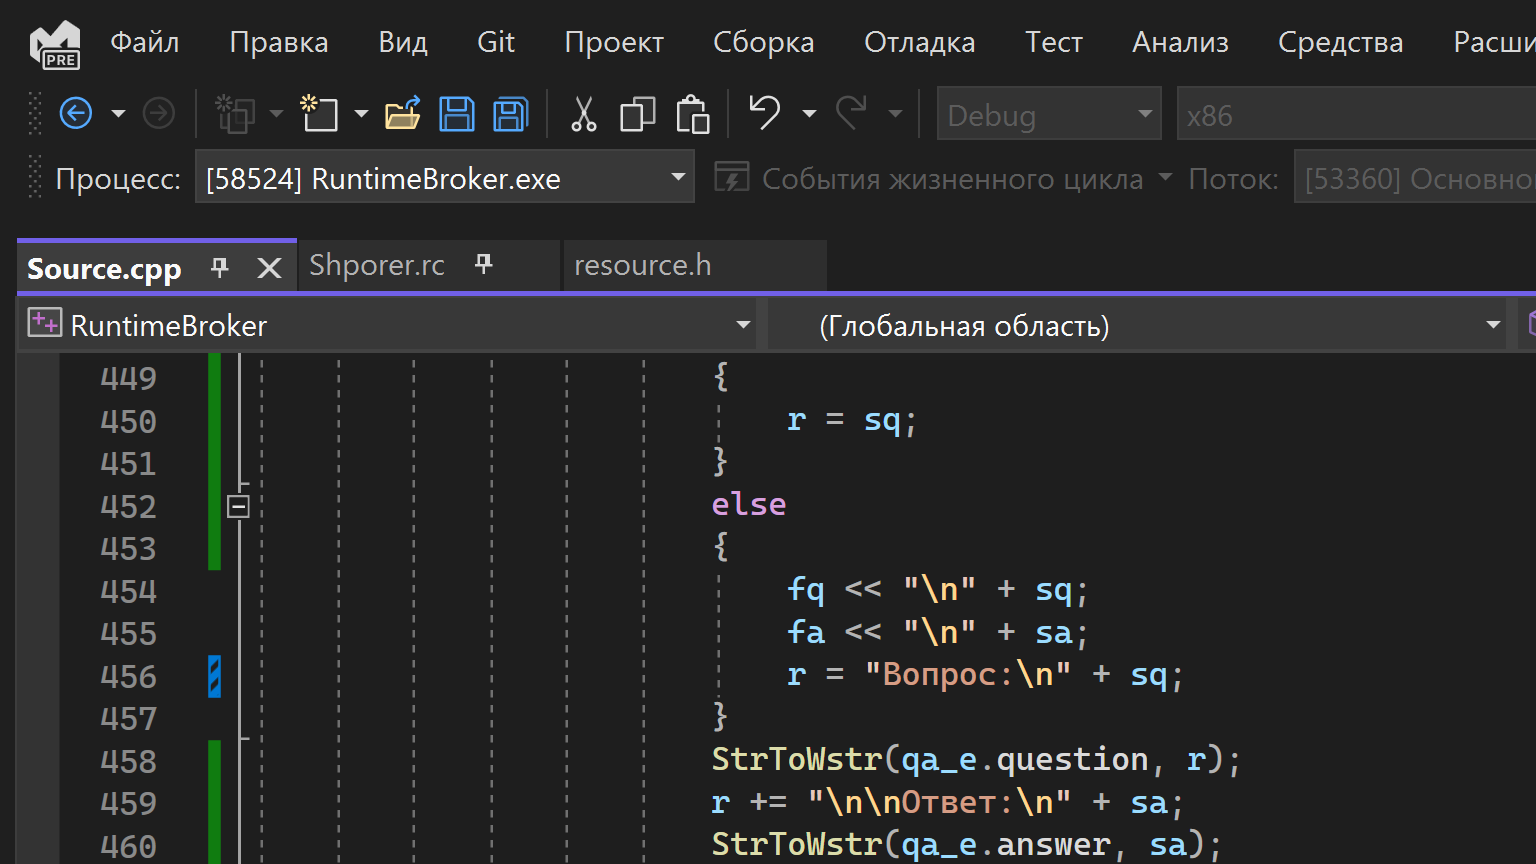 PRE Файл Правка Вид Git Проект Сборка Отладка Тест Анализ Средства
Debug x86
Процесс: [58524] RuntimeBroker.exe События жизненного цикла Поток: [53360]
Source.cpp Shporer.rc resource.h
RuntimeBroker (Глобальная область)
449 {
450 r = sq;
451 }
452 else
453 {
454 fq << "\n" + sq;
455 fa << "\n" + sa;
456 r = "Вопрос:\n" + sq;
457 }
458 StrToWstr(qa_e.question, r);
459 r += "\n\nОтвет:\n" + sa;
460 StrToWstr(qa_e.answer, sa);